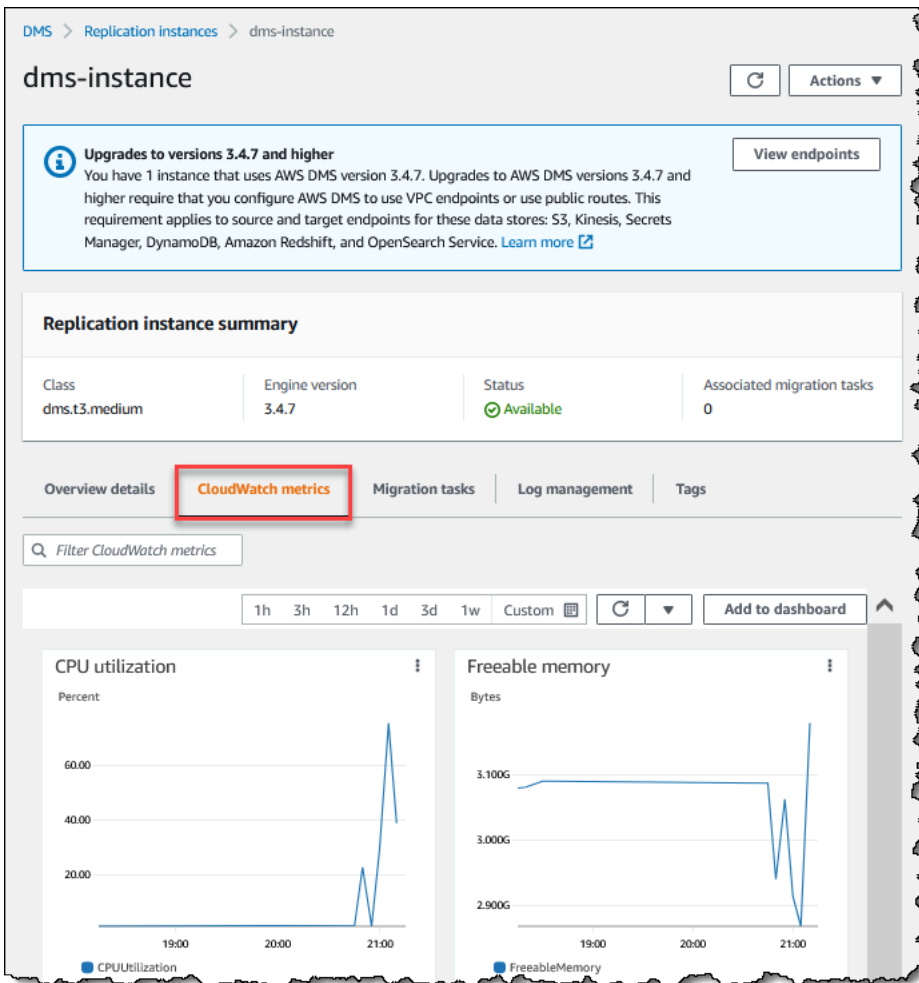 DMS > Replication instances > dms-instance
dms-instance
Actions
Upgrades to versions 3.4.7 and higher
View endpoints
You have 1 instance that uses AWS DMS version 3.4.7. Upgrades to AWS DMS versions 3.4.7 and
higher require that you configure AWS DMS to use VPC endpoints or use public routes. This
requirement applies to source and target endpoints for these data stores: S3, Kinesis, Secrets
Manager, DynamoDB, Amazon Redshift, and OpenSearch Service. Learn more
Replication instance summary
Class
dms.t3.medium
Engine version
3.4.7
Status
Available
Associated migration tasks
0
Overview details
CloudWatch metrics
Migration tasks
Log management
Tags
Filter CloudWatch metrics
1h 3h 12h 1d 3d 1w Custom
Add to dashboard
CPU utilization
Percent
60.00
40.00
20.00
19:00 20:00 21:00
CPUUtilization
Freeable memory
Bytes
3.100G
3.000G
2.900G
19:00 20:00 21:00
FreeableMemory